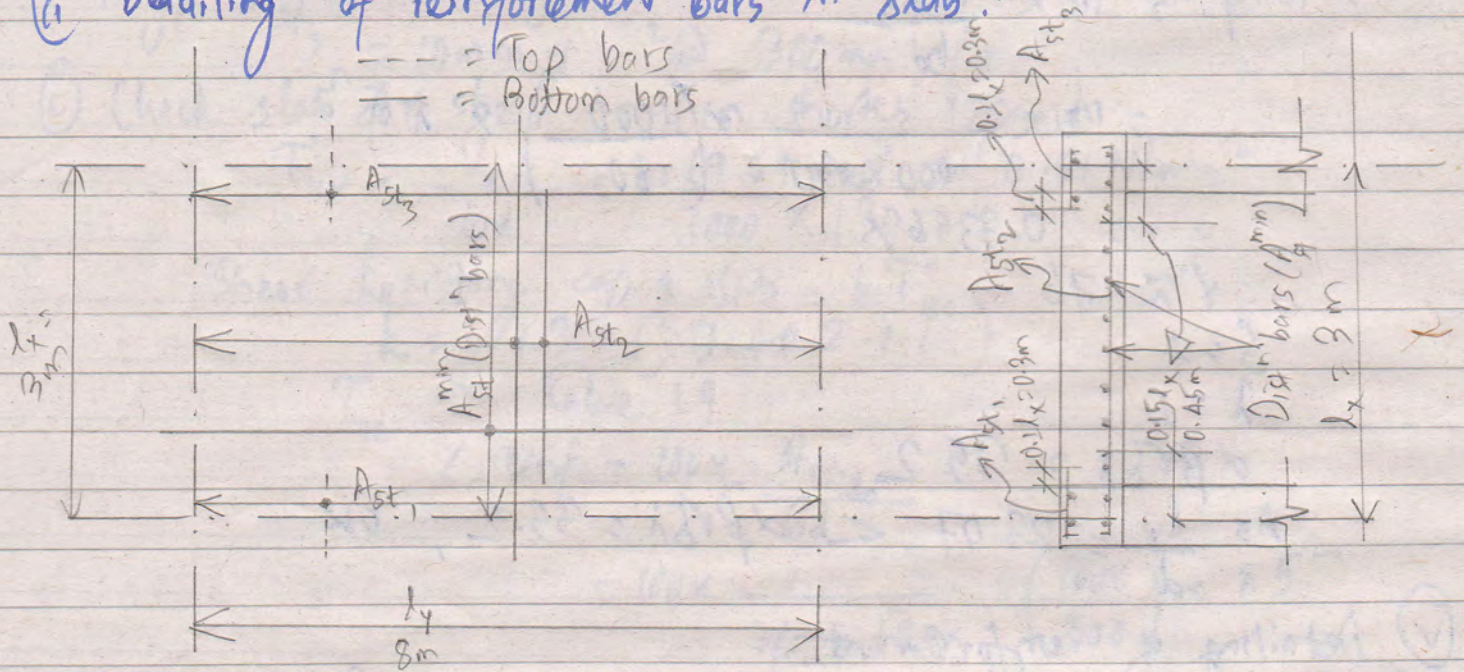 Detailing of reinforcement bars in slab.
--- = Top bars
— = Bottom bars
Ast3
Ast min (Distn bars)
Ast2
Ast1
lx =
3m
ly
8m
0.1lx=0.3m
Ast3
Ast2
Ast1
0.1lx=0.3m
0.15lx
0.45m
Distn bars (Ast min)
lx = 3m